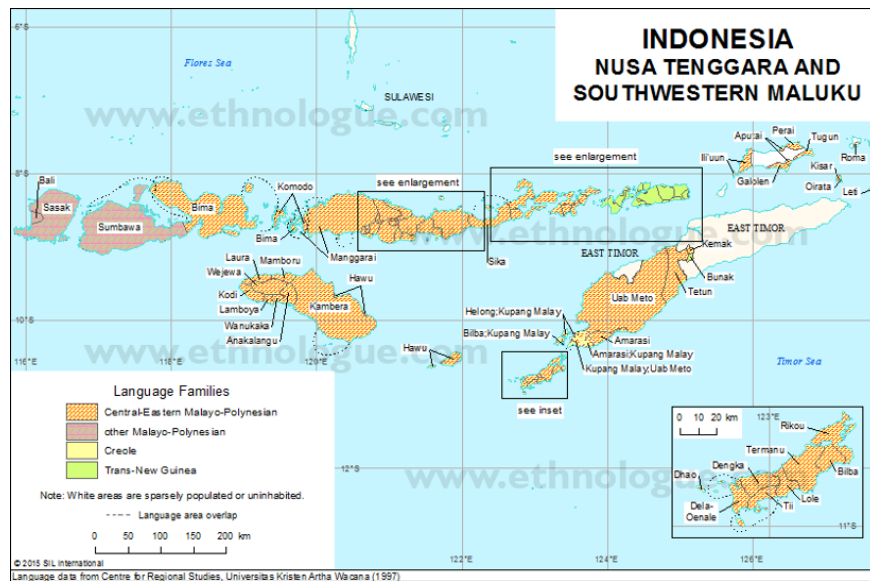 INDONESIA
NUSA TENGGARA AND
SOUTHWESTERN MALUKU
6°S
Flores Sea
SULAWESI
www.ethnologue.com
Perai
Aputai
Tugun
Ili'uun
Roma
8°S
8°S
see enlargement
Galolen
Kisar
Oirata
Leti
Bali
Komodo
see enlargement
Sasak
Bima
Sumbawa
EAST TIMOR
Bima
Manggarai
Sika
EAST TIMOR
Kemak
Laura
Mamboru
Hawu
Bunak
Wejewa
Tetun
Kodi
Kambera
Uab Meto
Lamboya
Helong;Kupang Malay
10°S
Wanukaka
10°S
Bilba;Kupang Malay
Amarasi
Anakalangu
Hawu
Amarasi;Kupang Malay
www.ethnologue.com
116°E
118°E
120°E
Kupang Malay;Uab Meto
Timor Sea
see inset
Language Families
Central-Eastern Malayo-Polynesian
other Malayo-Polynesian
Creole
Trans-New Guinea
Note: White areas are sparsely populated or uninhabited.
Language area overlap
0 50 100 150 200 km
© 2015 SIL International
Language data from Centre for Regional Studies, Universitas Kristen Artha Wacana (1997)
12°S
www.ethnologue.com
122°E
124°E
126°E
0 10 20 km
123°E
Rikou
Termanu
Dengka
Bilba
Dhao
Lole
Dela-
Oenale
Tii
11°S